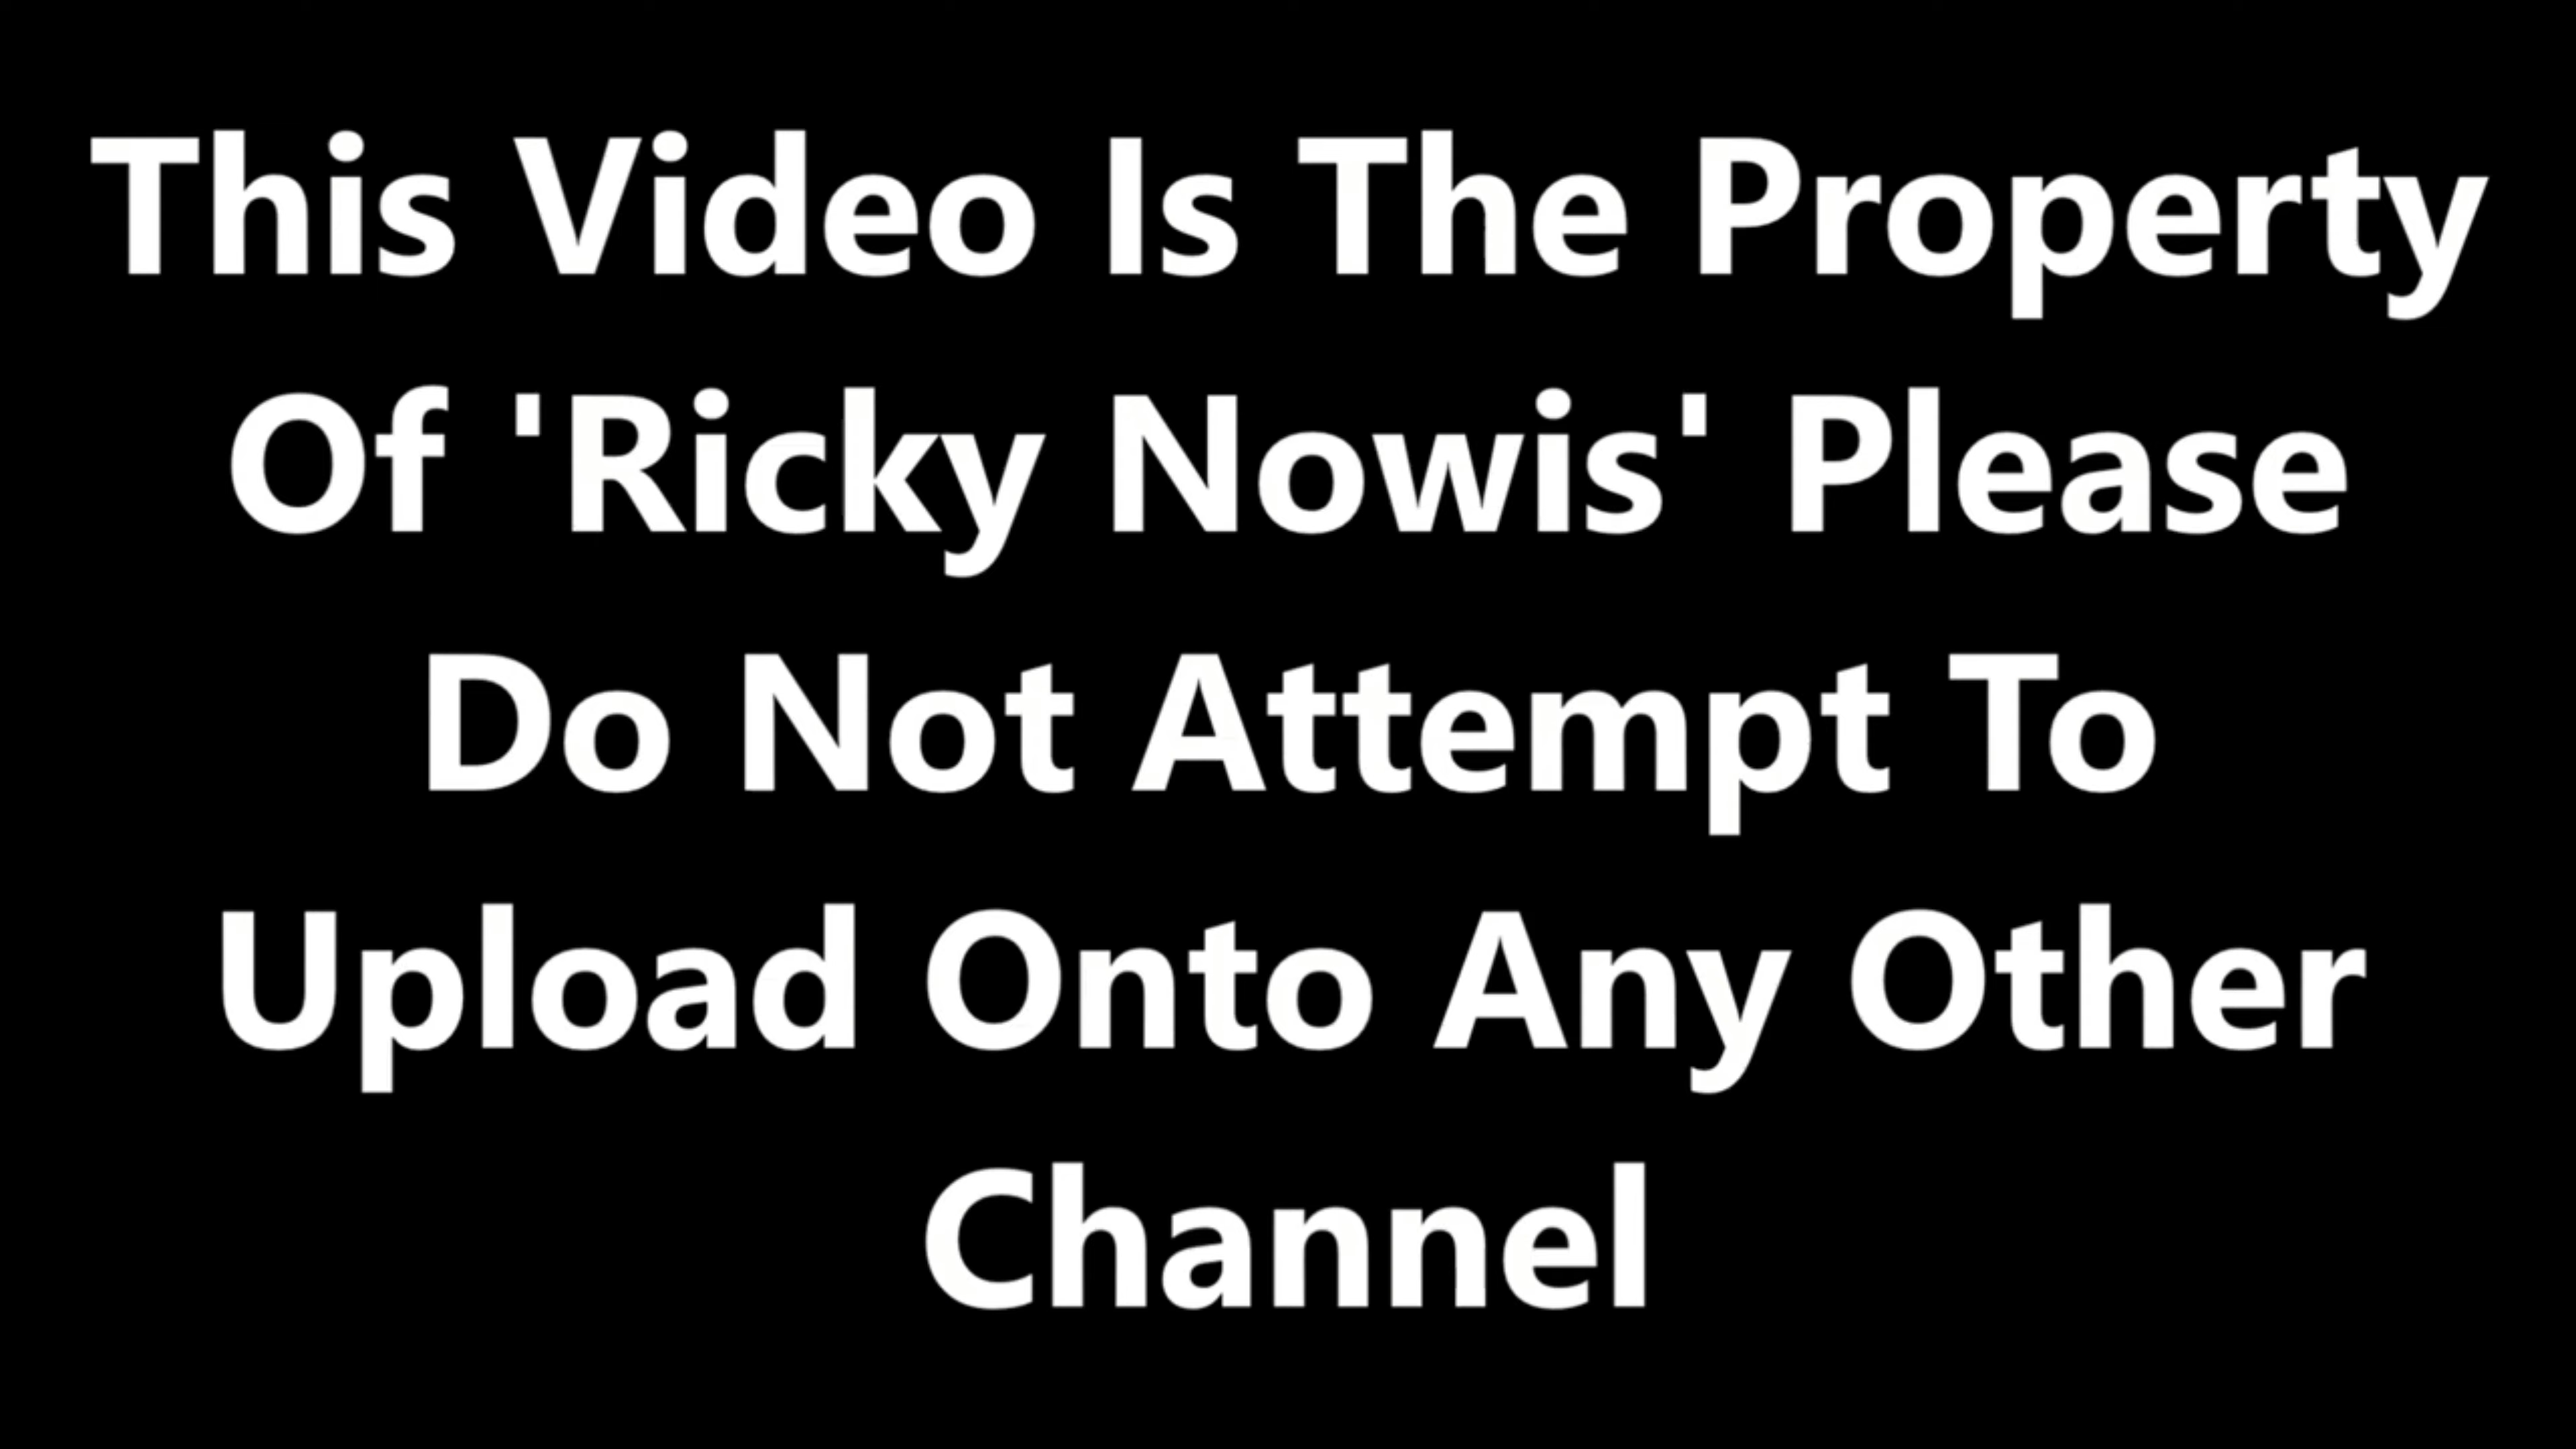 This Video Is The Property
Of 'Ricky Nowis' Please
Do Not Attempt To
Upload Onto Any Other
Channel